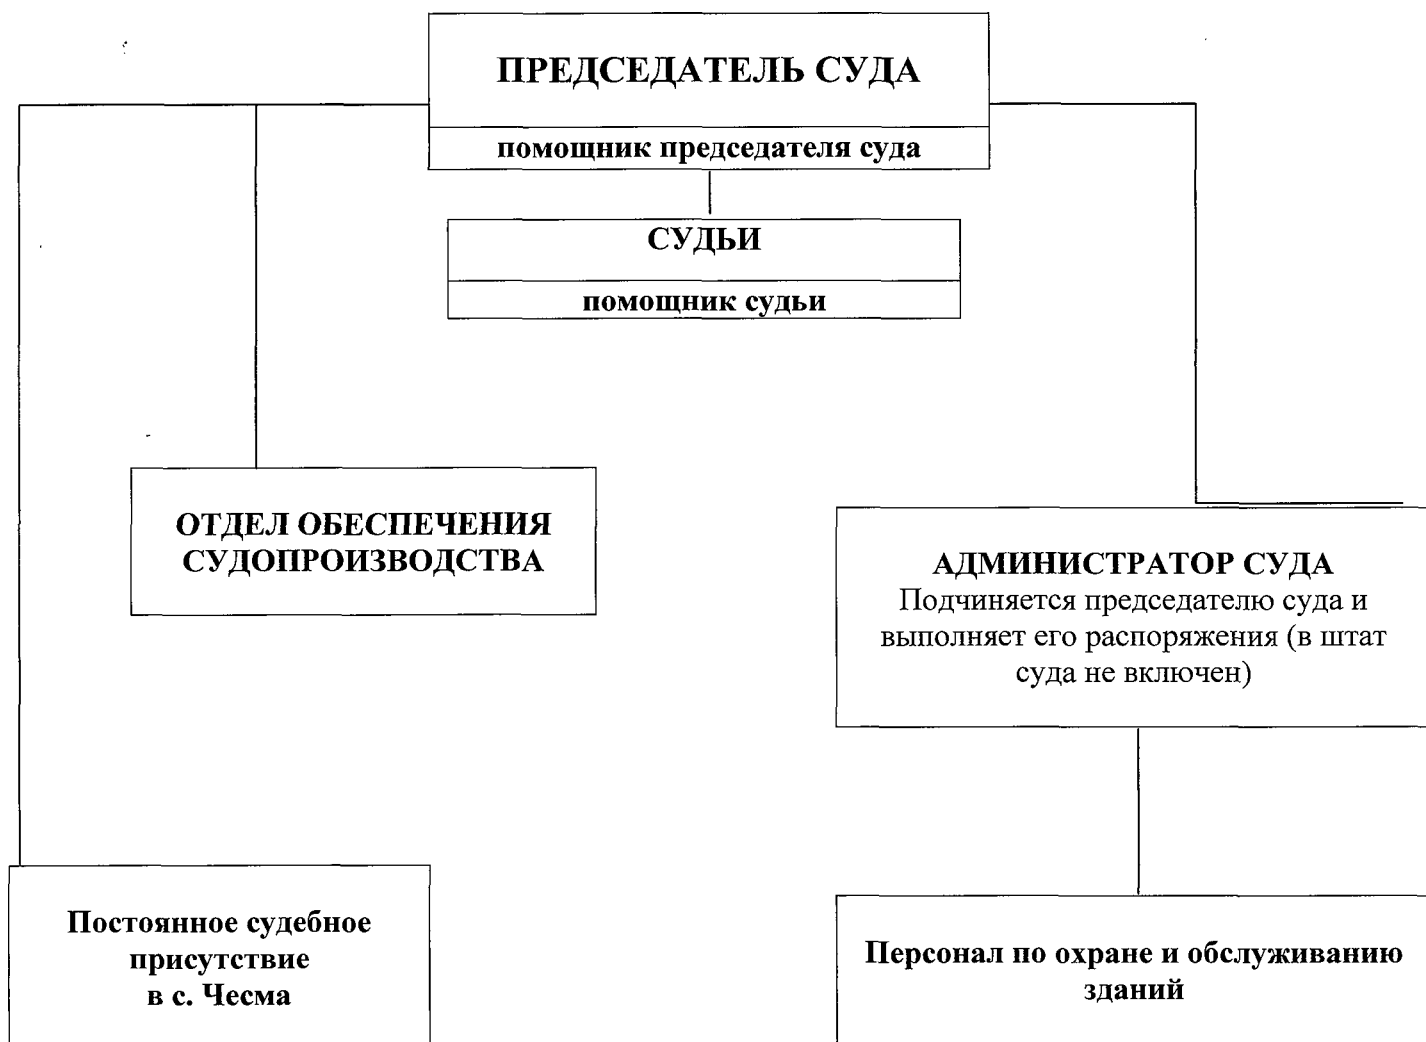 ПРЕДСЕДАТЕЛЬ СУДА
помощник председателя суда
СУДЬИ
помощник судьи
ОТДЕЛ ОБЕСПЕЧЕНИЯ
СУДОПРОИЗВОДСТВА
АДМИНИСТРАТОР СУДА
Подчиняется председателю суда и
выполняет его распоряжения (в штат
суда не включен)
Постоянное судебное
присутствие
в с. Чесма
Персонал по охране и обслуживанию
зданий